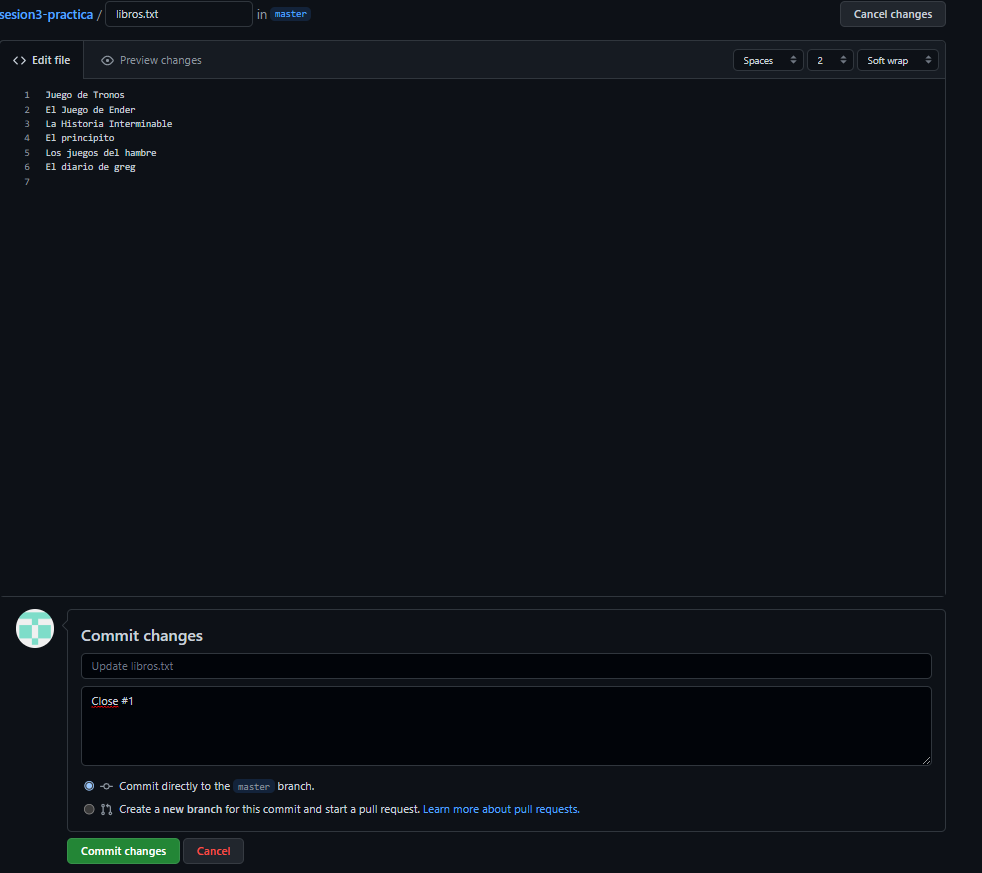 sesion3-practica / libros.txt in master Cancel changes
<> Edit file Preview changes Spaces 2 Soft wrap
1 Juego de Tronos
2 El Juego de Ender
3 La Historia Interminable
4 El principito
5 Los juegos del hambre
6 El diario de greg
7
Commit changes
Update libros.txt
Close #1
Commit directly to the master branch.
Create a new branch for this commit and start a pull request. Learn more about pull requests.
Commit changes Cancel